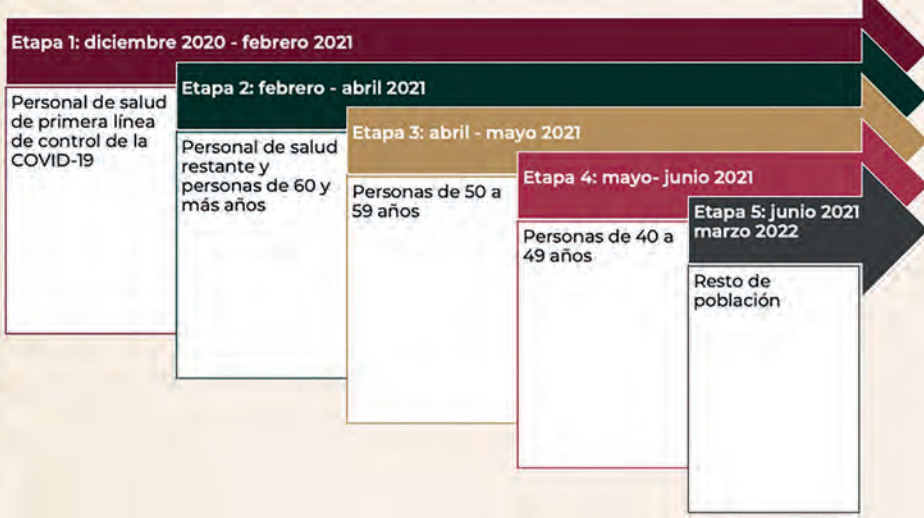 Etapa 1: diciembre 2020 - febrero 2021
Personal de salud
de primera línea
de control de la
COVID-19
Etapa 2: febrero - abril 2021
Personal de salud
restante y
personas de 60 y
más años
Etapa 3: abril - mayo 2021
Personas de 50 a
59 años
Etapa 4: mayo- junio 2021
Personas de 40 a
49 años
Etapa 5: junio 2021
marzo 2022
Resto de
población